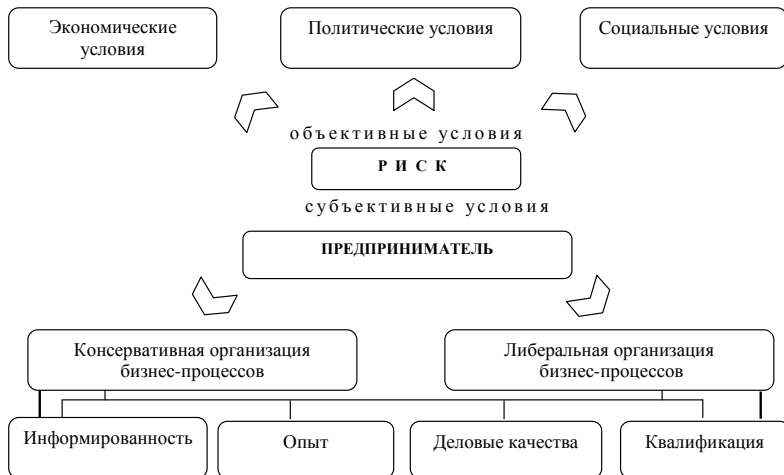 Экономические
условия
Политические условия
Социальные условия
объективные условия
РИСК
субъективные условия
ПРЕДПРИНИМАТЕЛЬ
Консервативная организация
бизнес-процессов
Либеральная организация
бизнес-процессов
Информированность
Опыт
Деловые качества
Квалификация